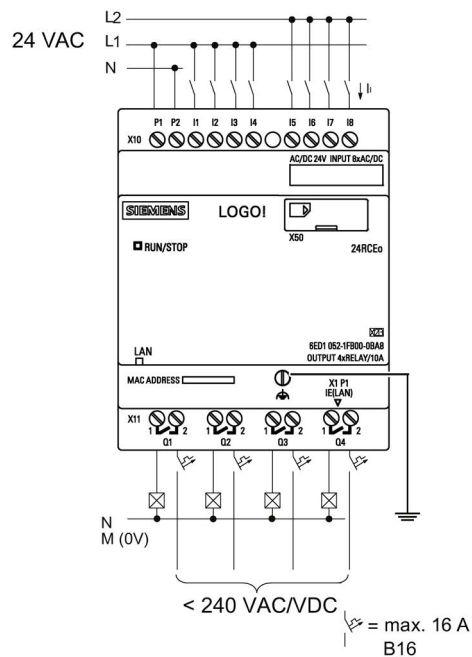 L2
24 VAC L1
N
Iı
P1 P2 I1 I2 I3 I4 I5 I6 I7 I8
X10
AC/DC 24V INPUT 8xAC/DC
SIEMENS LOGO!
X50
RUN/STOP 24RCEo
X2B
6ED1 052-1FB00-0BA8
LAN OUTPUT 4xRELAY/10A
MAC ADDRESS X1 P1
IE(LAN)
X11 1 2 1 2 1 2 1 2
Q1 Q2 Q3 Q4
N
M (0V)
< 240 VAC/VDC
= max. 16 A
B16